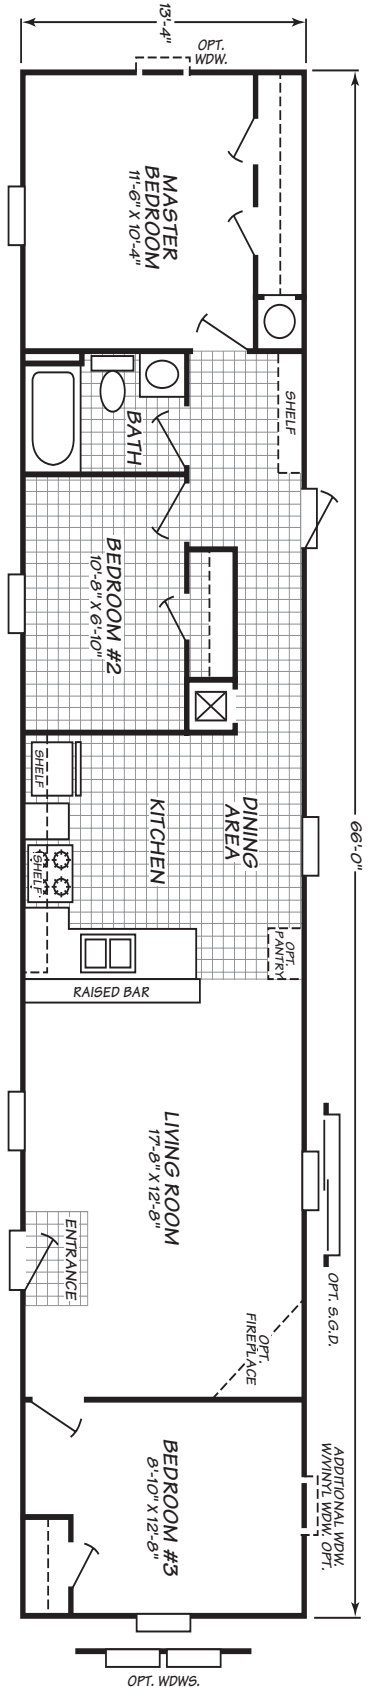 13'-4"
OPT.
WDW.
MASTER
BEDROOM
11'-6" X 10'-4"
SHELF
BATH
BEDROOM #2
10'-8" X 6'-10"
SHELF
KITCHEN
DINING
AREA
66'-0"
SHELF
OPT.
PANTRY
RAISED BAR
LIVING ROOM
17'-8" X 12'-8"
ENTRANCE
OPT. S.G.D.
OPT.
FIREPLACE
BEDROOM #3
8'-10" X 12'-8"
ADDITIONAL WDW.
W/VINYL WDW. OPT.
OPT. WDWS.